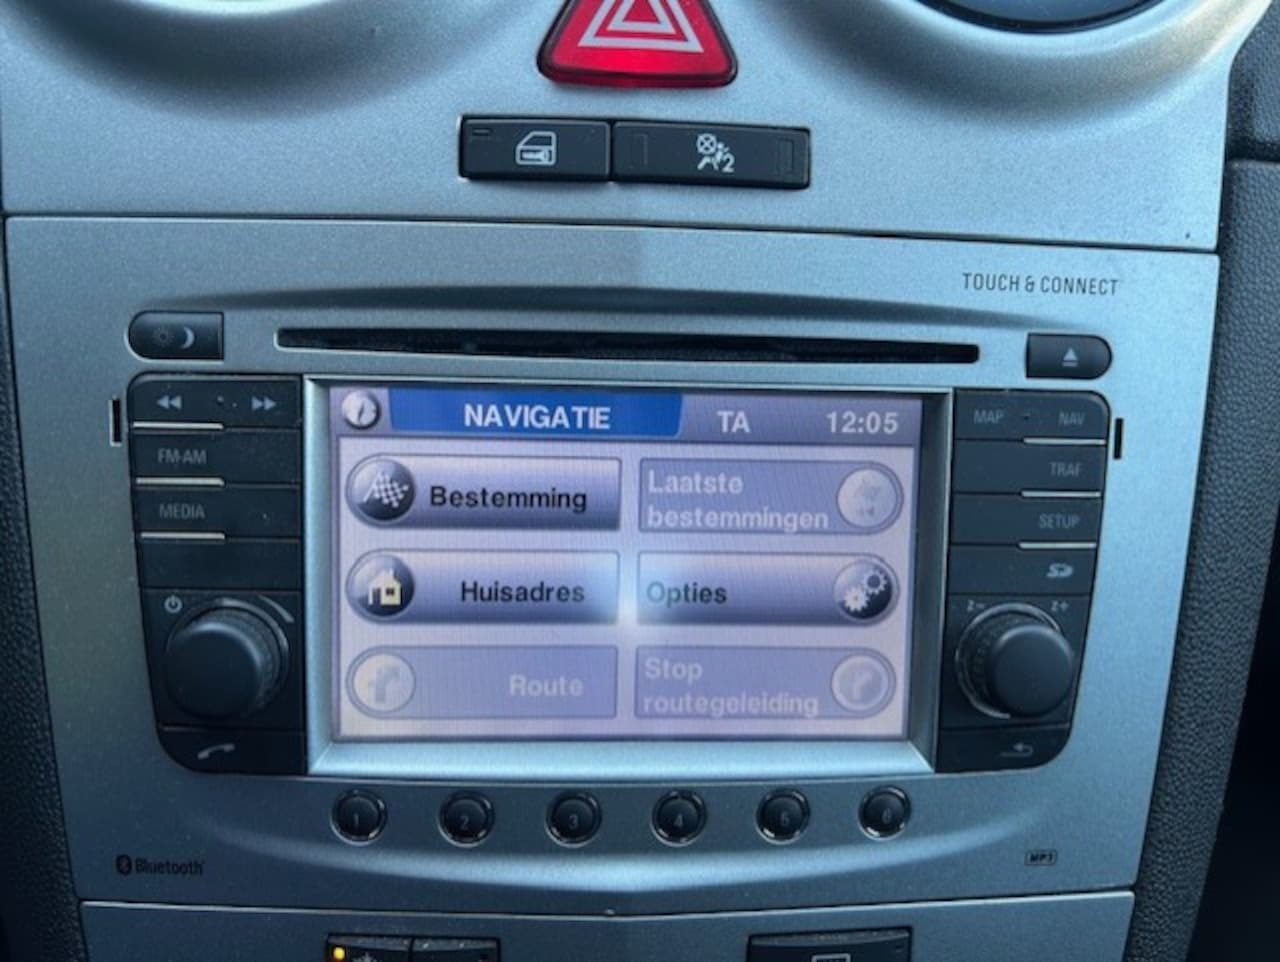 2
TOUCH & CONNECT
FM-AM
MEDIA
NAVIGATIE TA 12:05
Bestemming
Laatste
bestemmingen
Huisadres
Opties
Route
Stop
routegeleiding
MAP NAV
TRAF
SETUP
SD
Z- Z+
1 2 3 4 5 6
Bluetooth
MP3